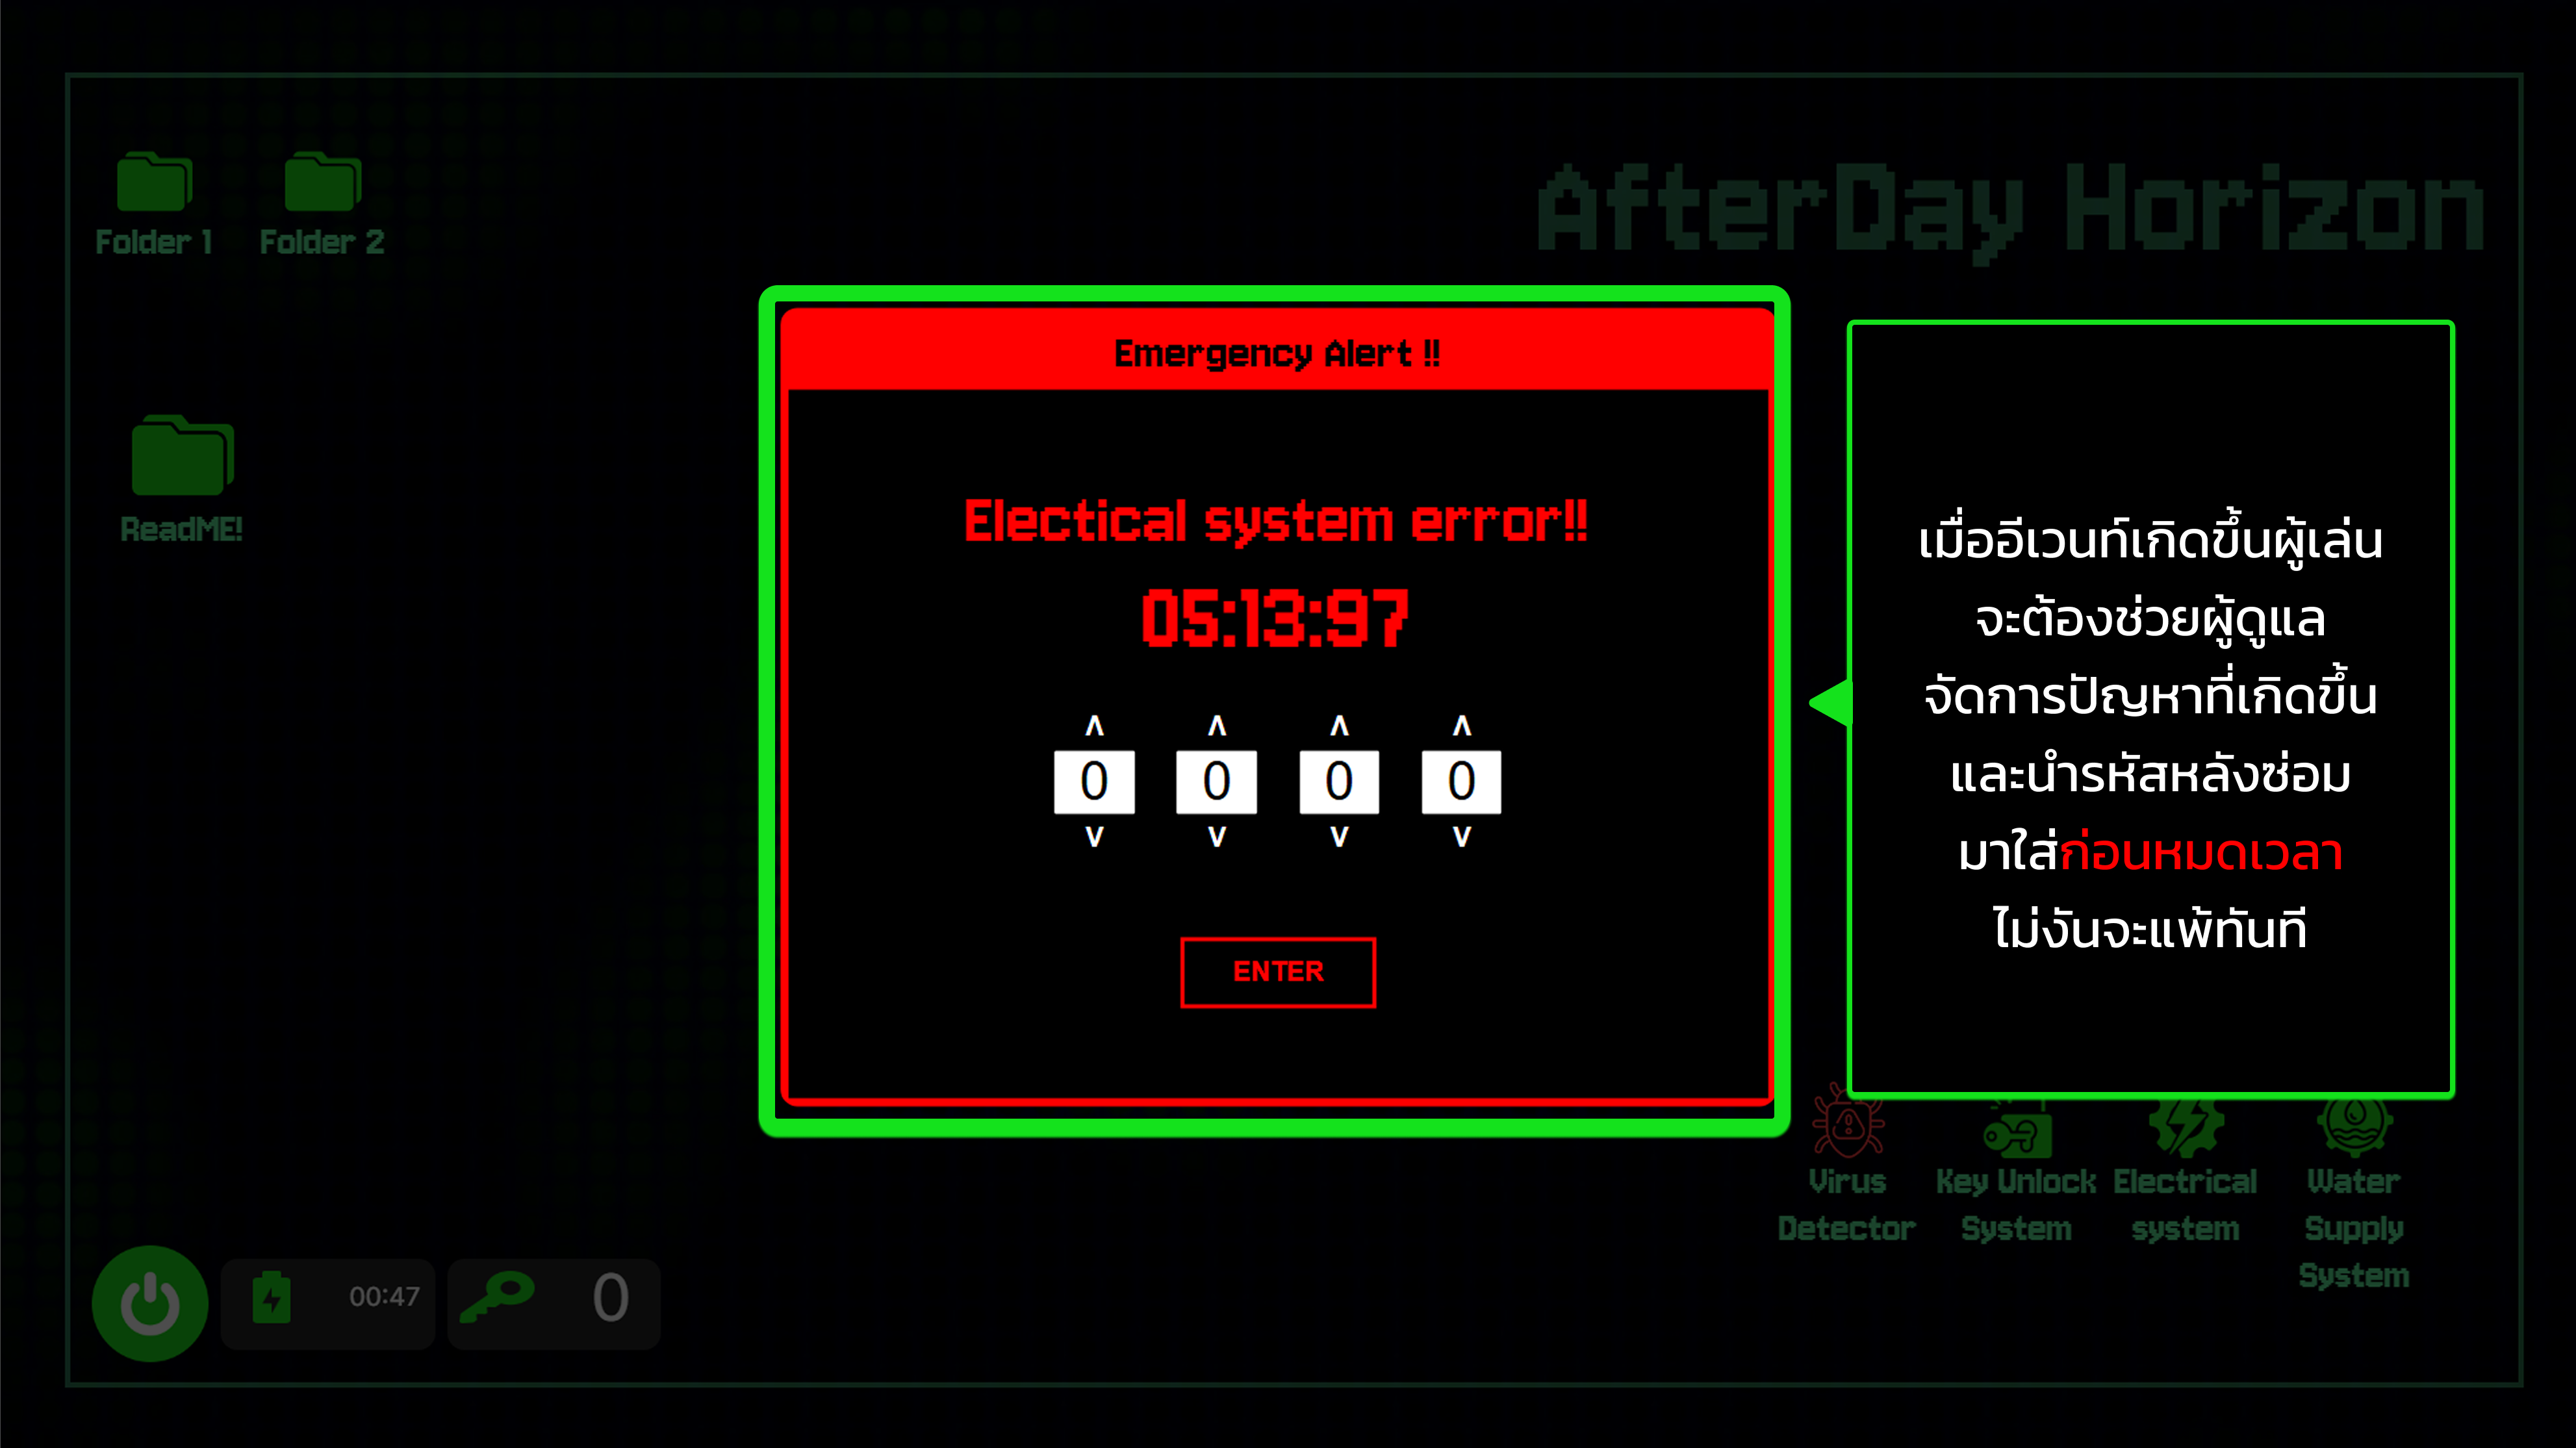 Folder 1
Folder 2
AfterDay Horizon
ReadME!
Emergency Alert !!
Electical system error!!
05:13:97
ʌ ʌ ʌ ʌ
0 0 0 0
v v v v
ENTER
เมื่ออีเวนท์เกิดขึ้นผู้เล่น
จะต้องช่วยผู้ดูแล
จัดการปัญหาที่เกิดขึ้น
และนำรหัสหลังซ่อม
มาใส่ก่อนหมดเวลา
ไม่งันจะแพ้ทันที
Virus
Detector
Key Unlock
System
Electrical
system
Water
Supply
System
00:47
0